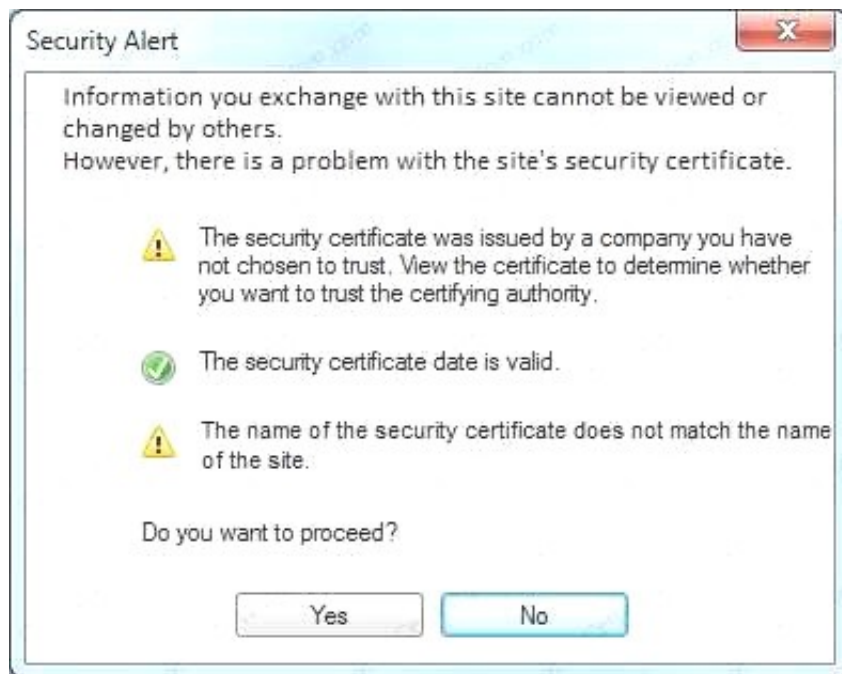 Security Alert
Information you exchange with this site cannot be viewed or
changed by others.
However, there is a problem with the site's security certificate.
The security certificate was issued by a company you have
not chosen to trust. View the certificate to determine whether
you want to trust the certifying authority.
The security certificate date is valid.
The name of the security certificate does not match the name
of the site.
Do you want to proceed?
Yes
No